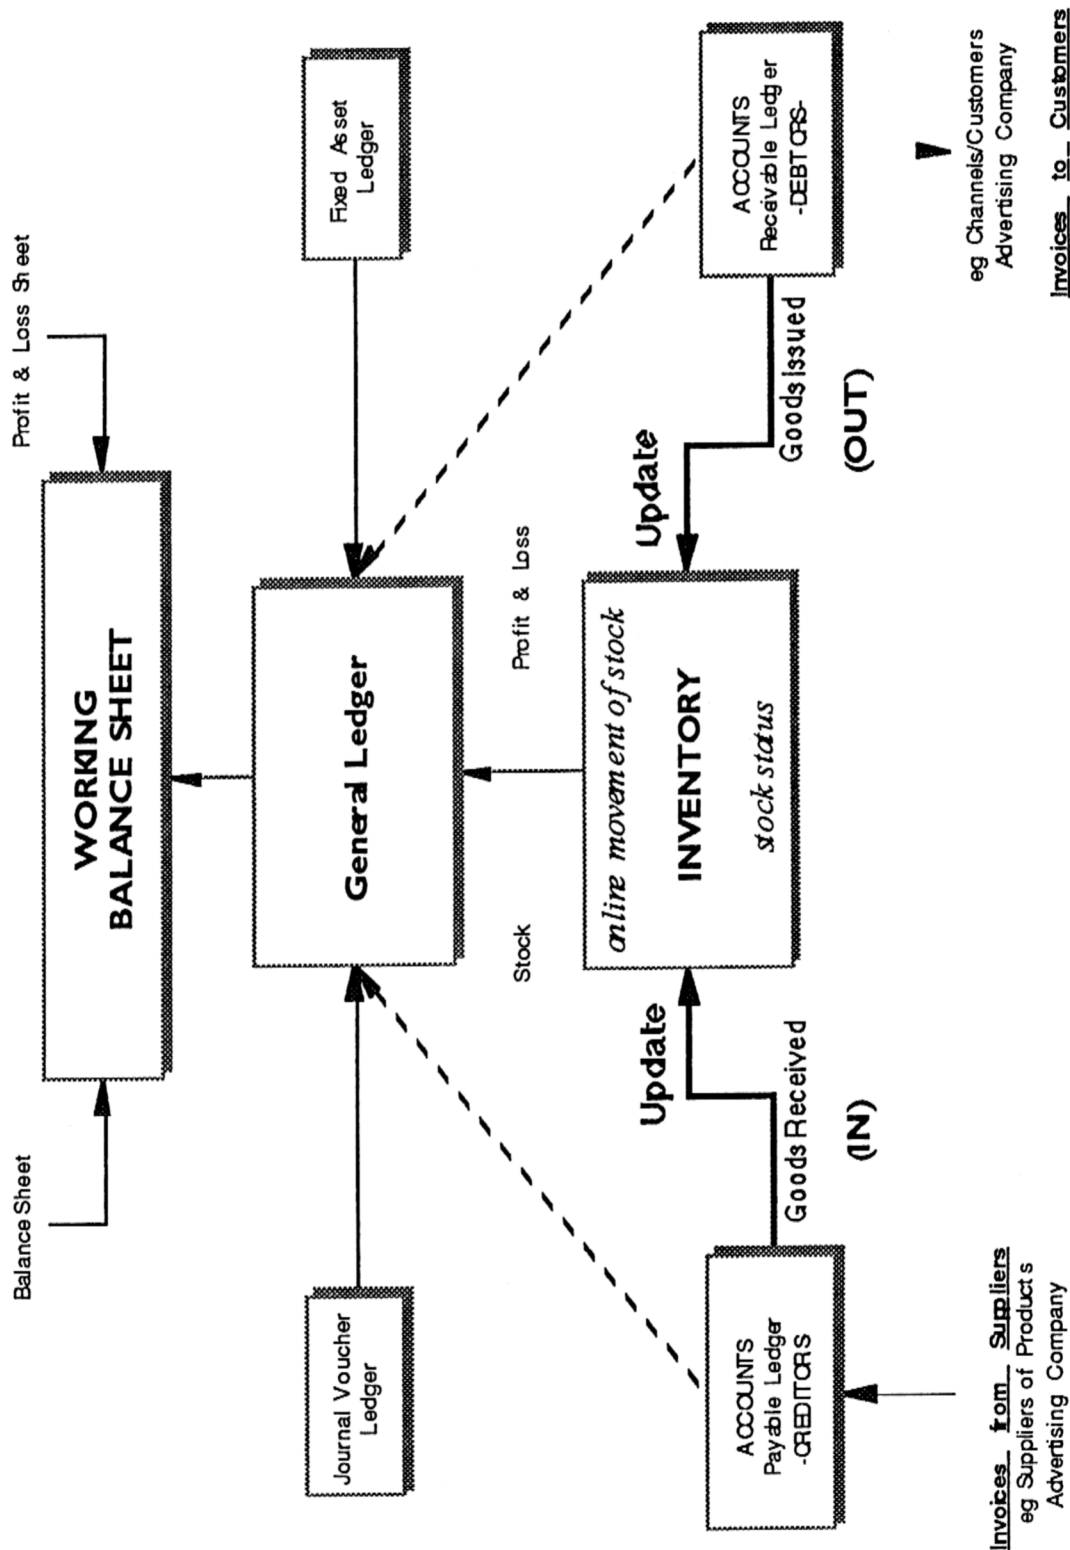 Balance Sheet
Profit & Loss Sheet
WORKING
BALANCE SHEET
Journal Voucher
Ledger
General Ledger
Fixed Asset
Ledger
Stock
Profit & Loss
Update
online movement of stock
INVENTORY
stock status
Update
ACCOUNTS
Payable Ledger
-CREDITORS
Goods Received
(IN)
Goods Issued
(OUT)
ACCOUNTS
Receivable Ledger
-DEBTORS-
Invoices from Suppliers
eg Suppliers of Products
Advertising Company
eg Channels/Customers
Advertising Company
Invoices to Customers